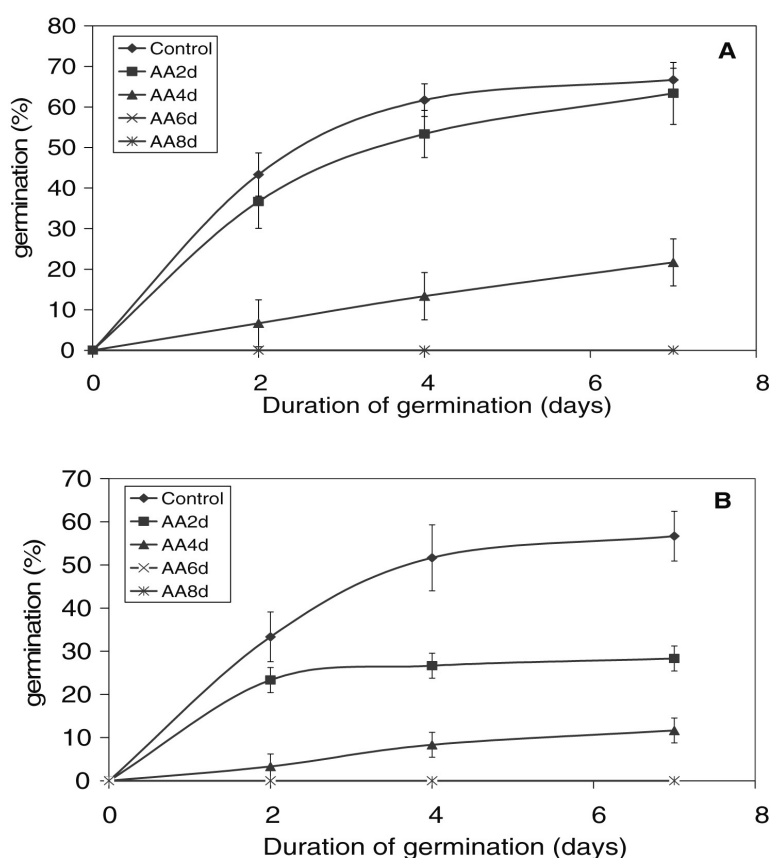 80
70
60
50
40
30
20
10
0
germination (%)
Control
AA2d
AA4d
AA6d
AA8d
A
0 2 4 6 8
Duration of germination (days)
70
60
50
40
30
20
10
0
germination (%)
Control
AA2d
AA4d
AA6d
AA8d
B
0 2 4 6 8
Duration of germination (days)